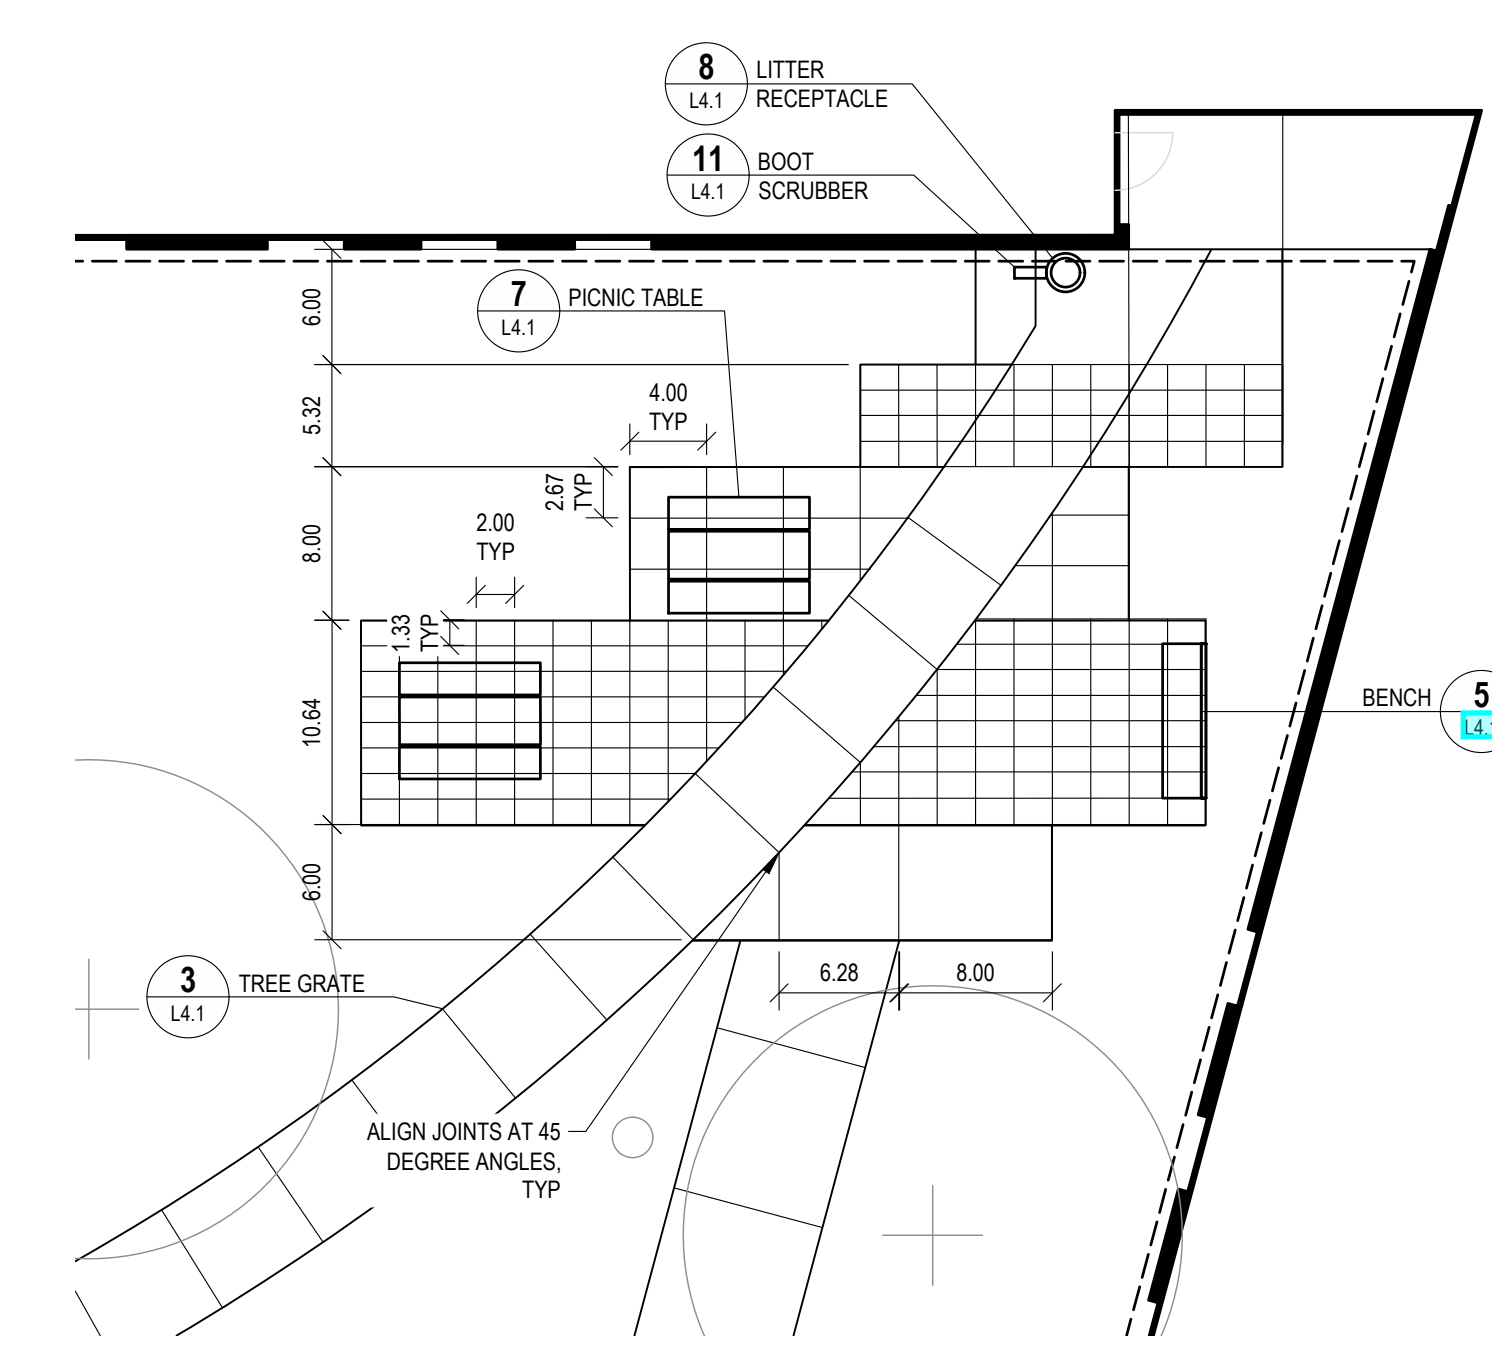 8
L4.1
LITTER
RECEPTACLE
11
L4.1
BOOT
SCRUBBER
7
L4.1
PICNIC TABLE
6.00
5.32
4.00
TYP
2.67
TYP
2.00
TYP
8.00
1.33
TYP
10.64
BENCH
5
6.00
6.28
8.00
3
L4.1
TREE GRATE
ALIGN JOINTS AT 45
DEGREE ANGLES,
TYP